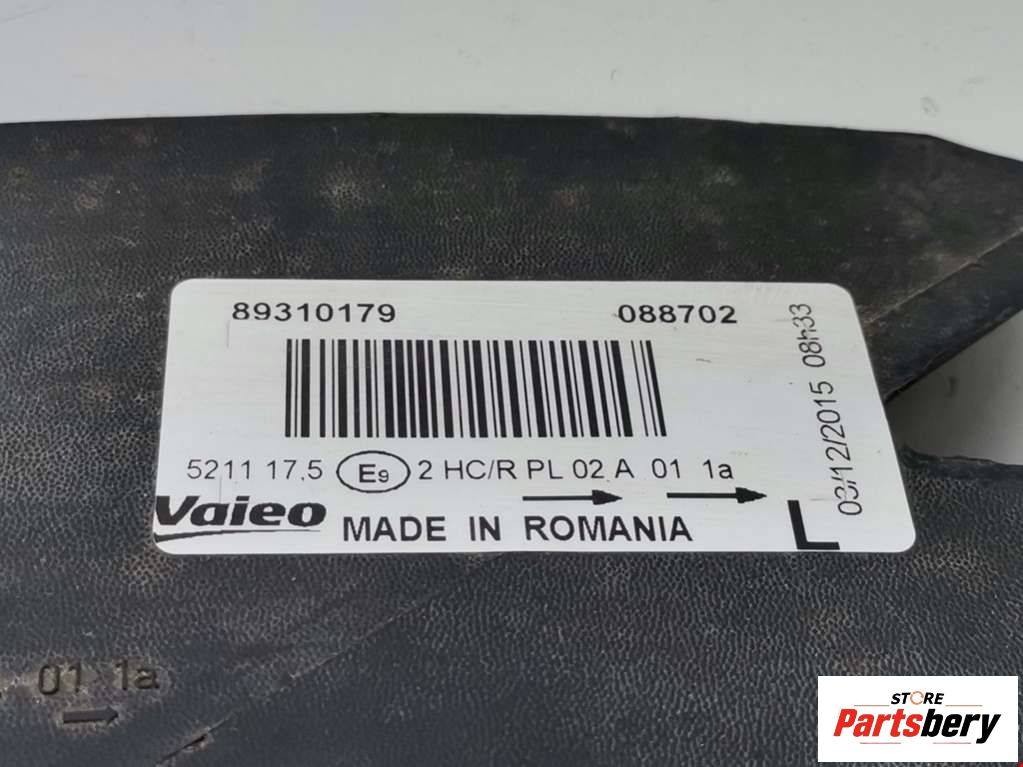 89310179 088702
03/12/2015 08h33
5211 17,5 E9 2 HC/R PL 02 A 01 1a
Valeo MADE IN ROMANIA L
01 1a
STORE
Partsbery